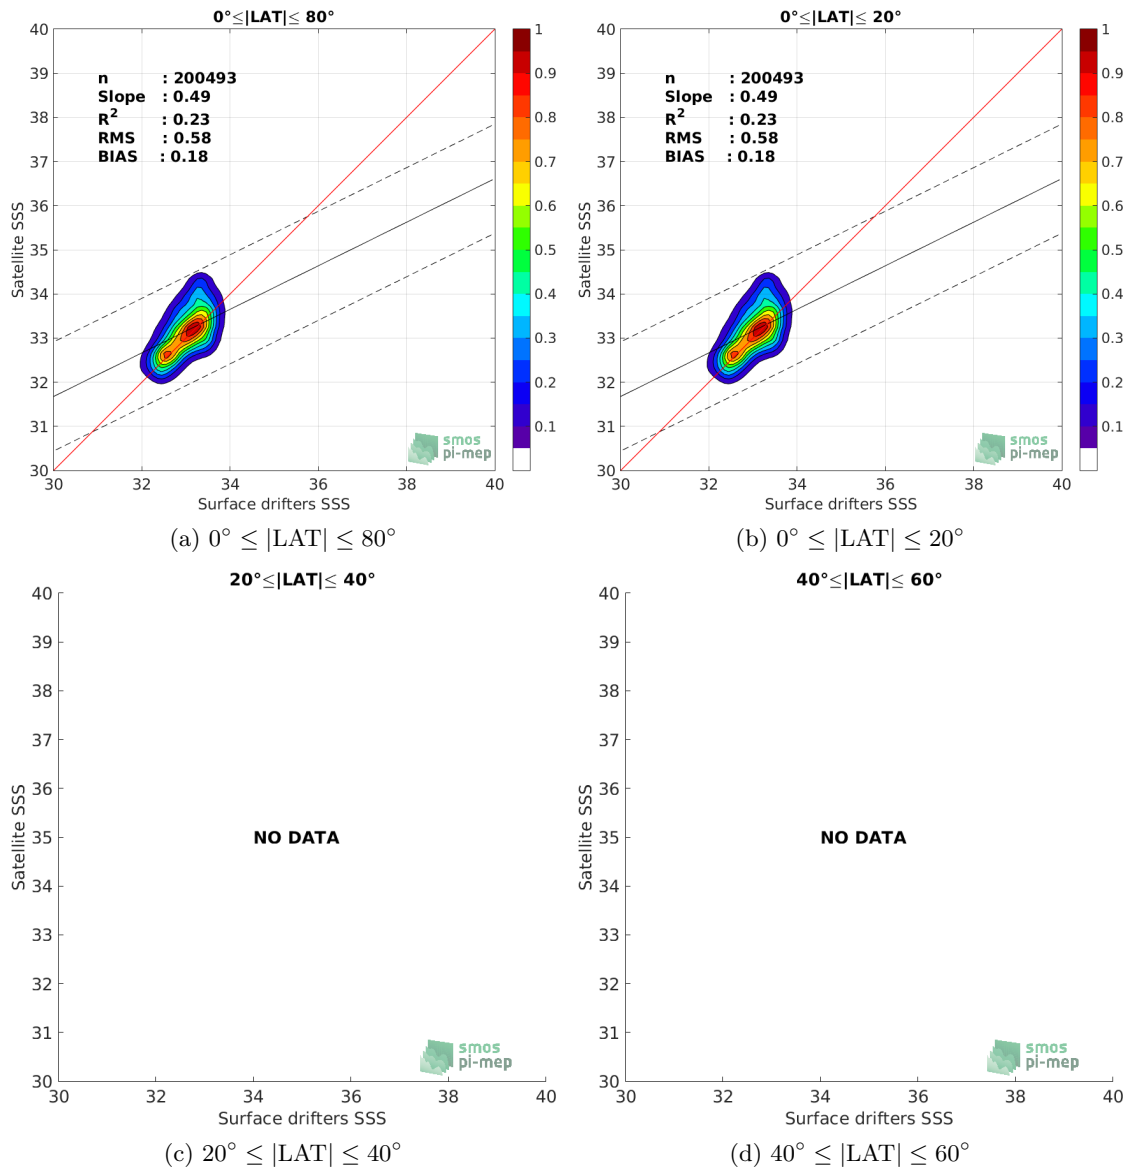 0°≤|LAT|≤ 80°
40
39
38
37
36
35
34
33
32
31
30
Satellite SSS
n : 200493
Slope : 0.49
R² : 0.23
RMS : 0.58
BIAS : 0.18
smos
pi-mep
30 32 34 36 38 40
Surface drifters SSS
1
0.9
0.8
0.7
0.6
0.5
0.4
0.3
0.2
0.1
(a) 0° ≤ |LAT| ≤ 80°
0°≤|LAT|≤ 20°
40
39
38
37
36
35
34
33
32
31
30
Satellite SSS
n : 200493
Slope : 0.49
R² : 0.23
RMS : 0.58
BIAS : 0.18
smos
pi-mep
30 32 34 36 38 40
Surface drifters SSS
1
0.9
0.8
0.7
0.6
0.5
0.4
0.3
0.2
0.1
(b) 0° ≤ |LAT| ≤ 20°
20°≤|LAT|≤ 40°
40
39
38
37
36
35
34
33
32
31
30
Satellite SSS
NO DATA
smos
pi-mep
30 32 34 36 38 40
Surface drifters SSS
(c) 20° ≤ |LAT| ≤ 40°
40°≤|LAT|≤ 60°
40
39
38
37
36
35
34
33
32
31
30
Satellite SSS
NO DATA
smos
pi-mep
30 32 34 36 38 40
Surface drifters SSS
(d) 40° ≤ |LAT| ≤ 60°